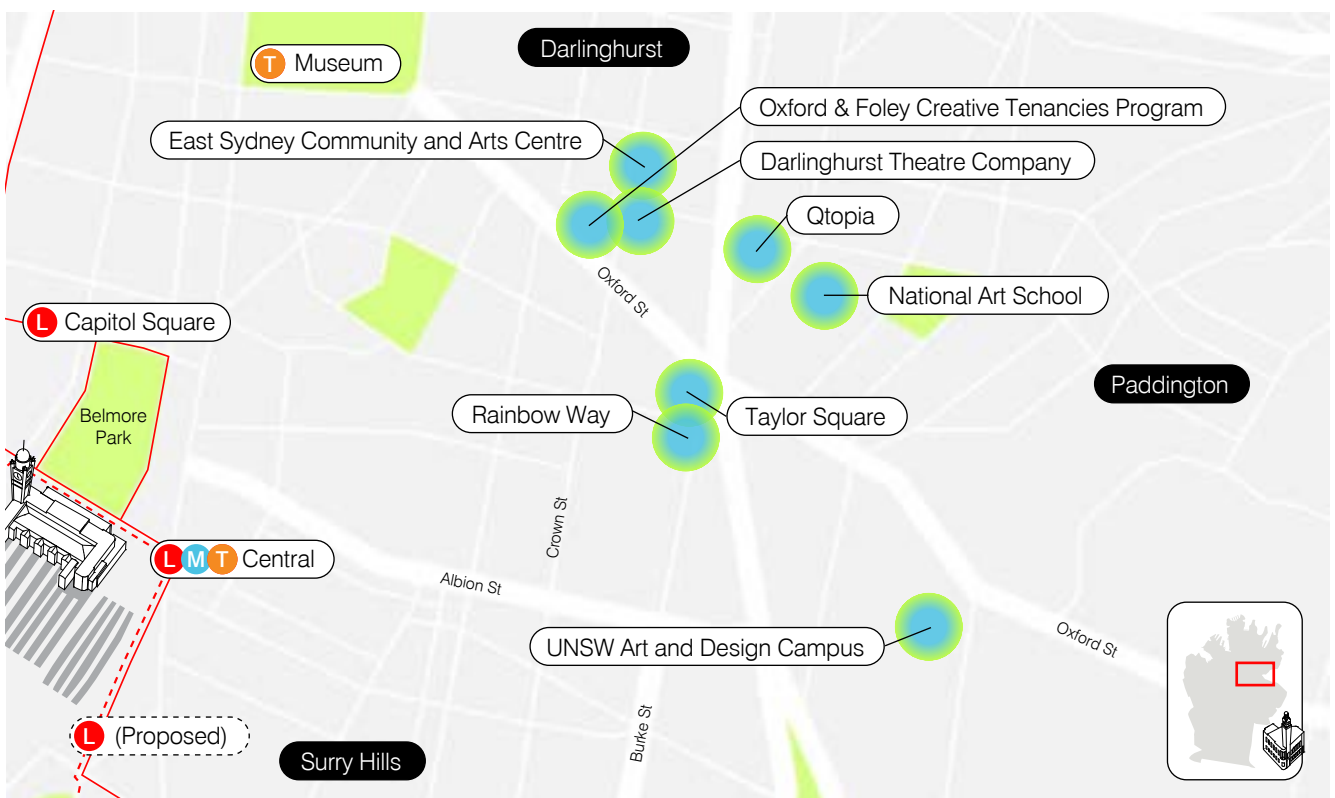 Darlinghurst
T Museum
Oxford & Foley Creative Tenancies Program
East Sydney Community and Arts Centre
Darlinghurst Theatre Company
Qtopia
Oxford St
National Art School
L Capitol Square
Paddington
Belmore
Park
Rainbow Way
Taylor Square
Crown St
LMT Central
Albion St
UNSW Art and Design Campus
Oxford St
Burke St
L (Proposed)
Surry Hills